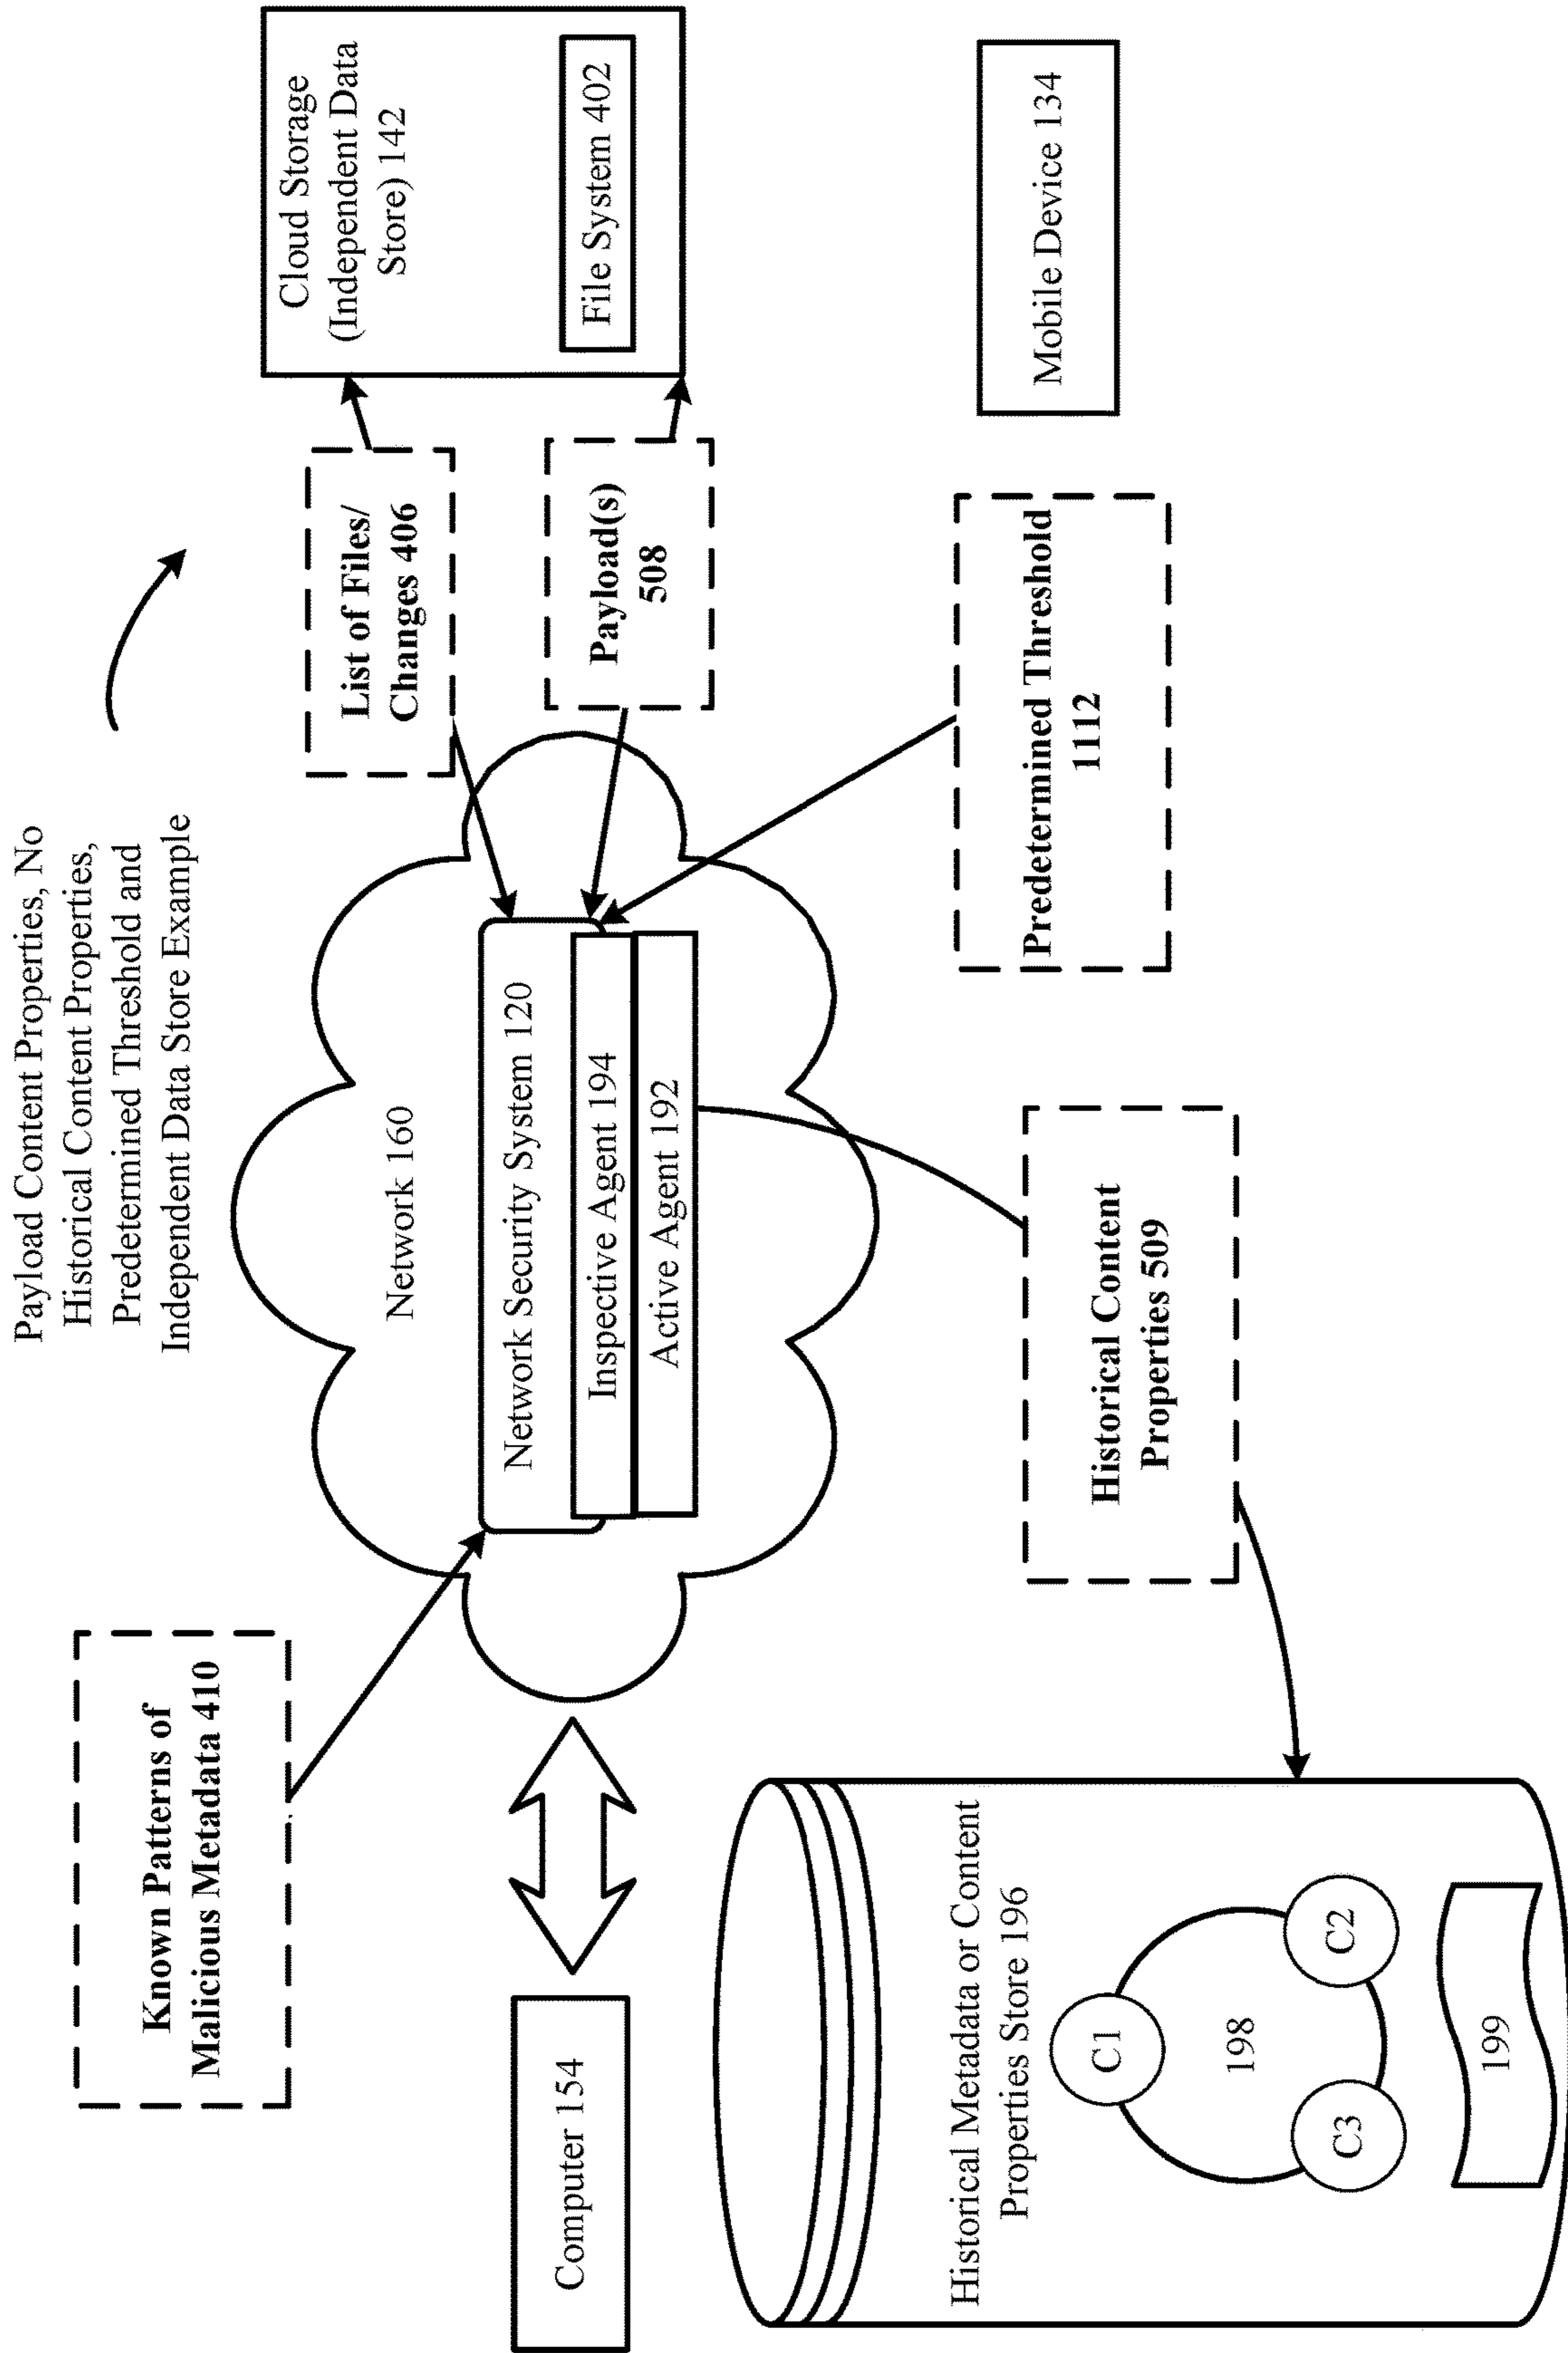 Payload Content Properties, No
Historical Content Properties,
Predetermined Threshold and
Independent Data Store Example
Known Patterns of
Malicious Metadata 410
List of Files/
Changes 406
Cloud Storage
(Independent Data
Store) 142
File System 402
Payload(s)
508
Network 160
Network Security System 120
Inspective Agent 194
Active Agent 192
Computer 154
Historical Metadata or Content
Properties Store 196
C1
198
C3
C2
199
Historical Content
Properties 509
Predetermined Threshold
1112
Mobile Device 134